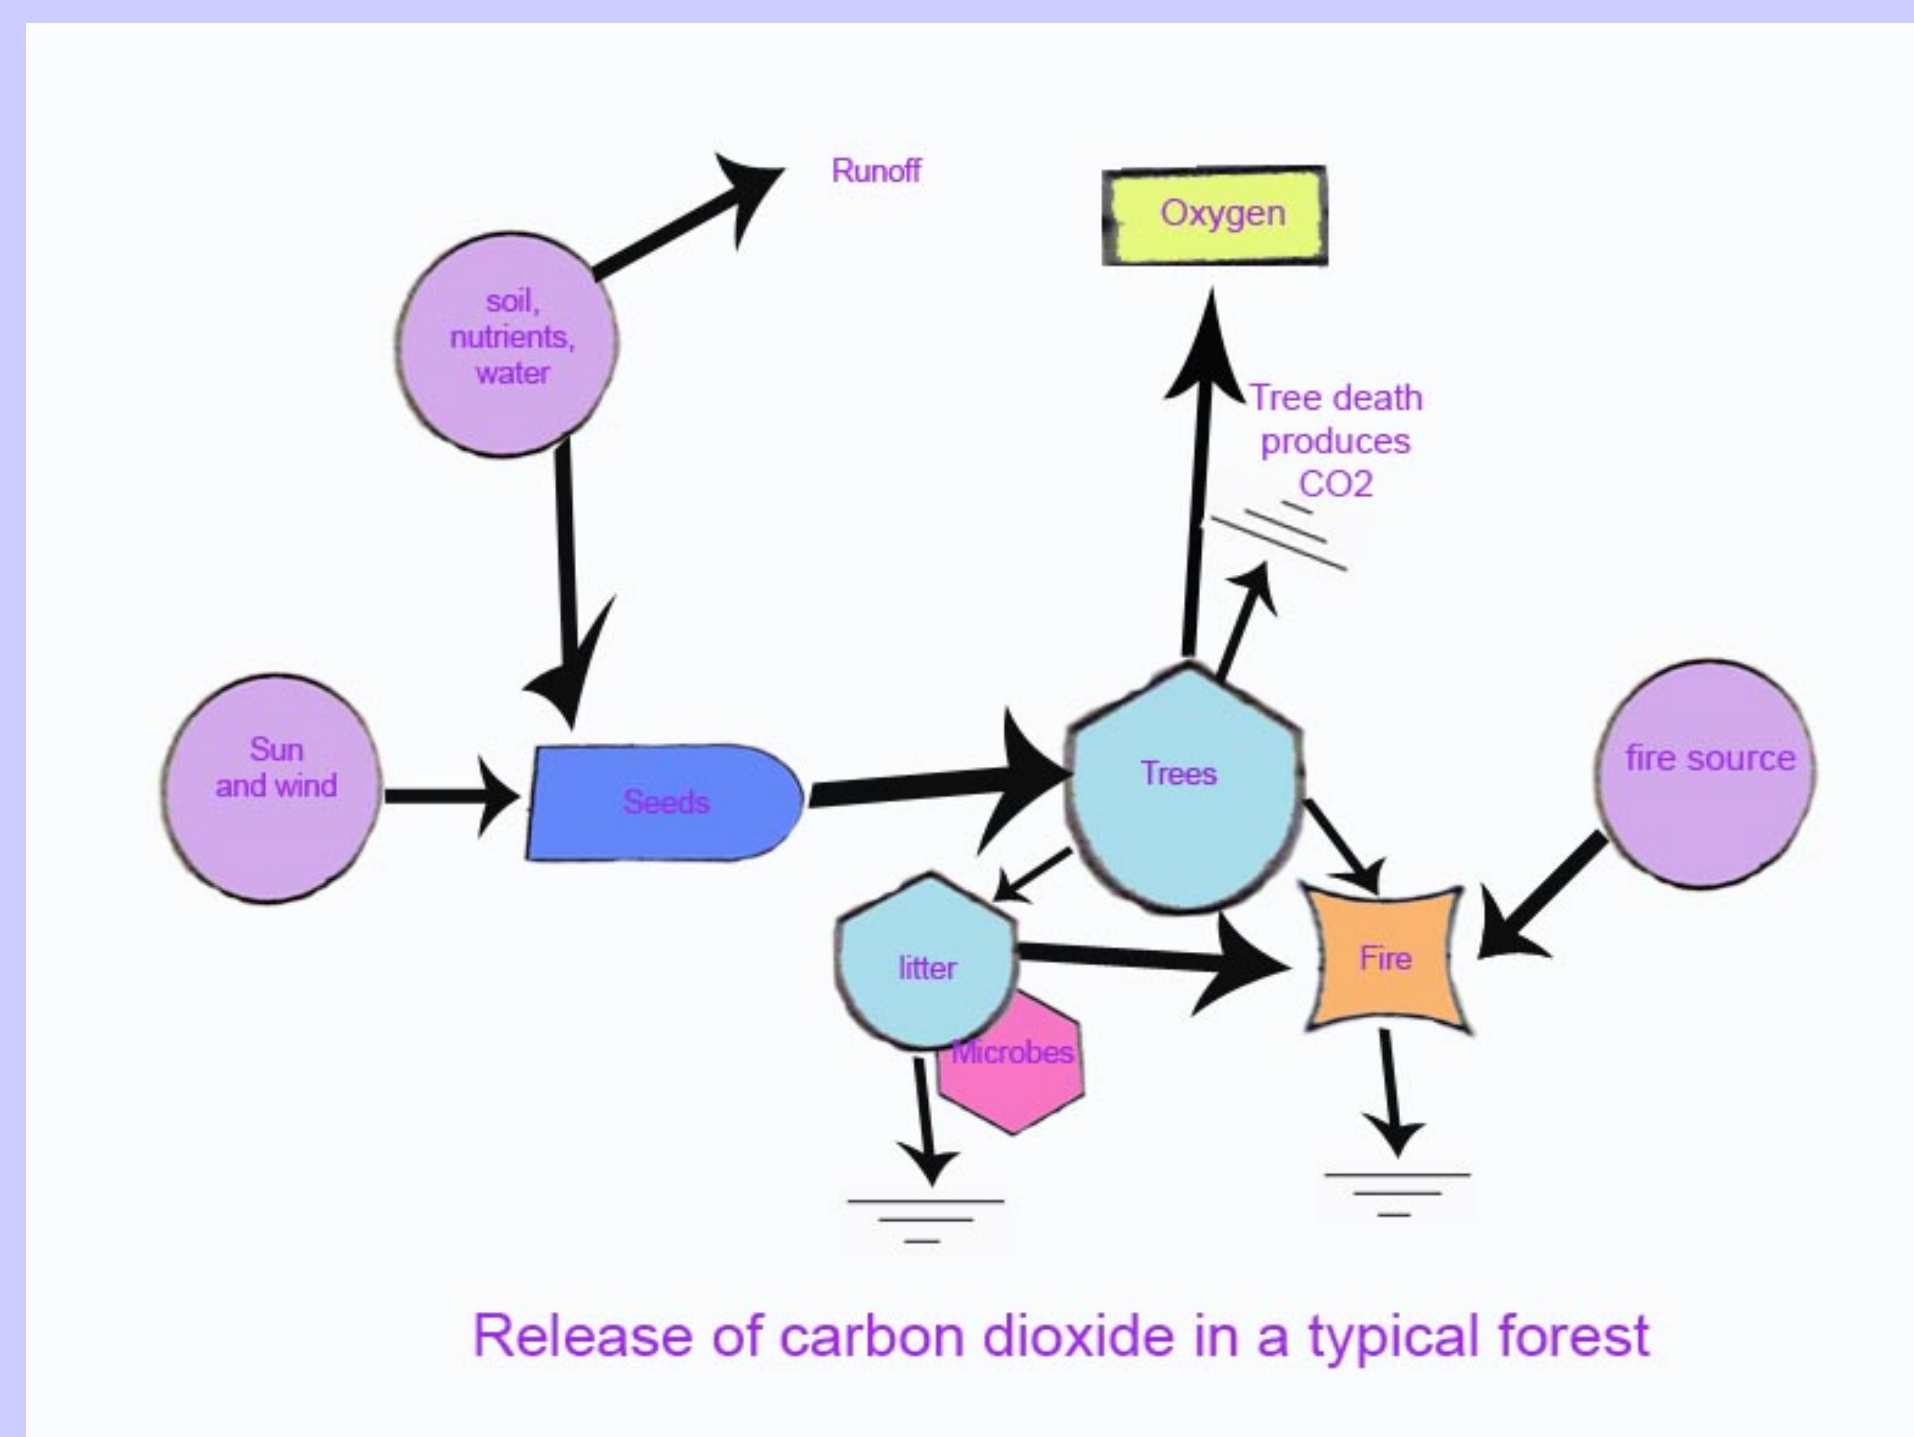 Runoff
Oxygen
soil,
nutrients,
water
Tree death
produces
CO2
Sun
and wind
Seeds
Trees
fire source
litter
Fire
Microbes
Release of carbon dioxide in a typical forest